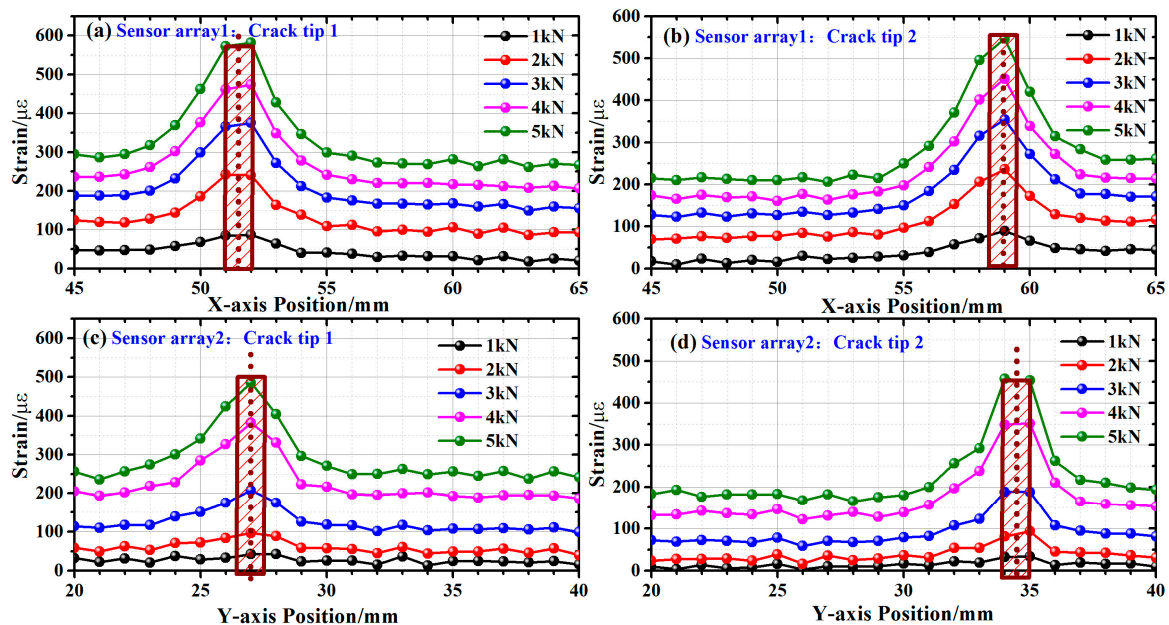 (a) Sensor array1: Crack tip 1
1kN
2kN
3kN
4kN
5kN
Strain/με
600
500
400
300
200
100
0
45 50 55 60 65
X-axis Position/mm
(b) Sensor array1: Crack tip 2
1kN
2kN
3kN
4kN
5kN
Strain/με
600
500
400
300
200
100
0
45 50 55 60 65
X-axis Position/mm
(c) Sensor array2: Crack tip 1
1kN
2kN
3kN
4kN
5kN
Strain/με
600
500
400
300
200
100
0
20 25 30 35 40
Y-axis Position/mm
(d) Sensor array2: Crack tip 2
1kN
2kN
3kN
4kN
5kN
Strain/με
600
500
400
300
200
100
0
20 25 30 35 40
Y-axis Position/mm